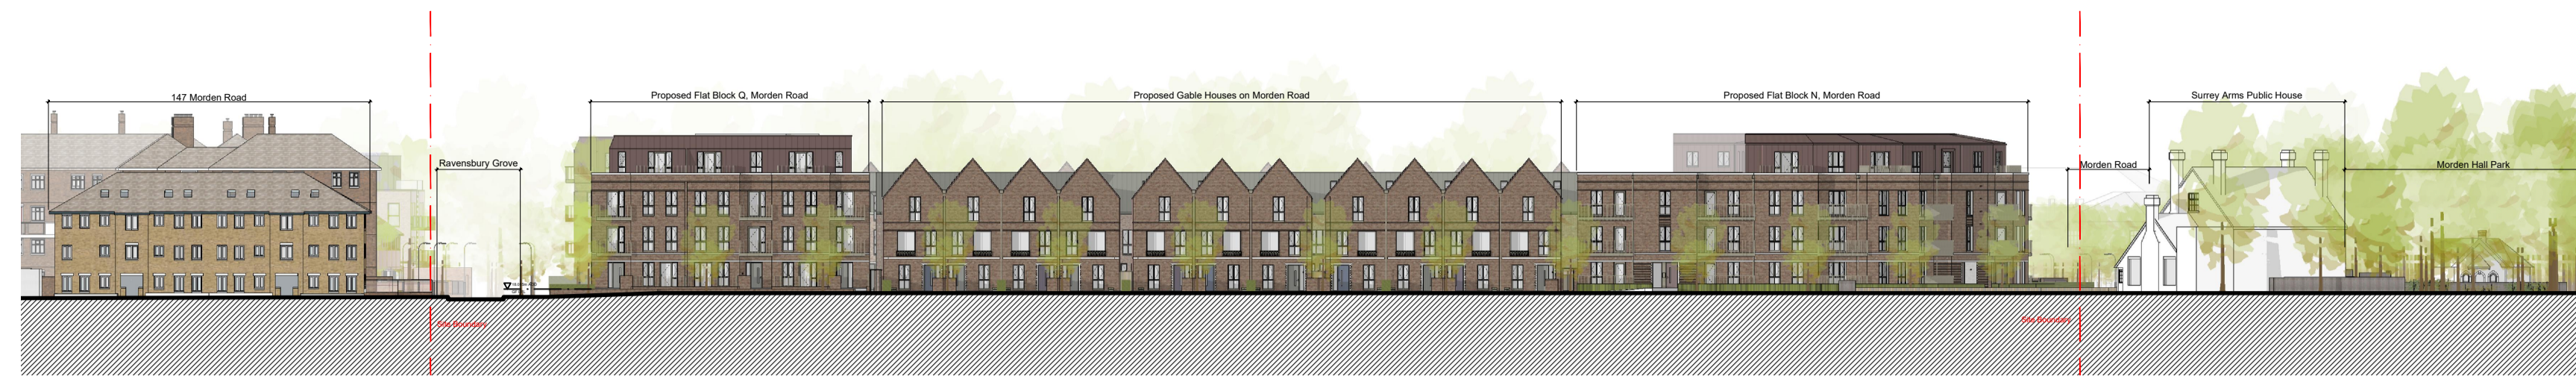 147 Morden Road
Proposed Flat Block Q, Morden Road
Proposed Gable Houses on Morden Road
Proposed Flat Block N, Morden Road
Surrey Arms Public House
Ravensbury Grove
Morden Road
Morden Hall Park
Site Boundary
Site Boundary